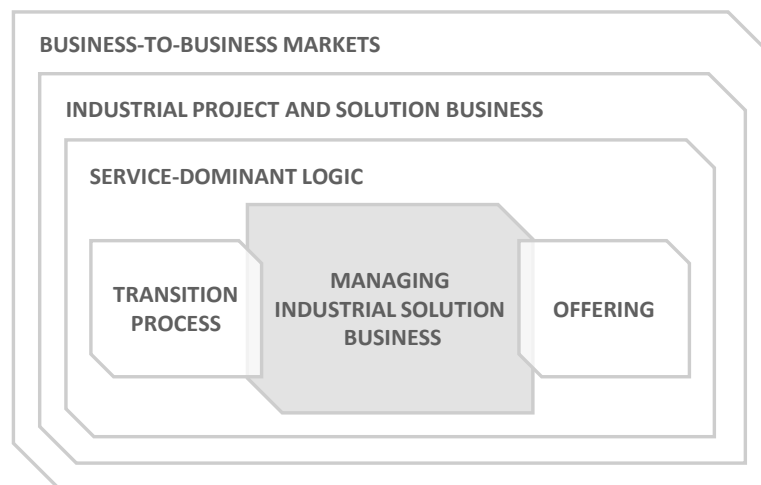 BUSINESS-TO-BUSINESS MARKETS
INDUSTRIAL PROJECT AND SOLUTION BUSINESS
SERVICE-DOMINANT LOGIC
TRANSITION
PROCESS
MANAGING
INDUSTRIAL SOLUTION
BUSINESS
OFFERING